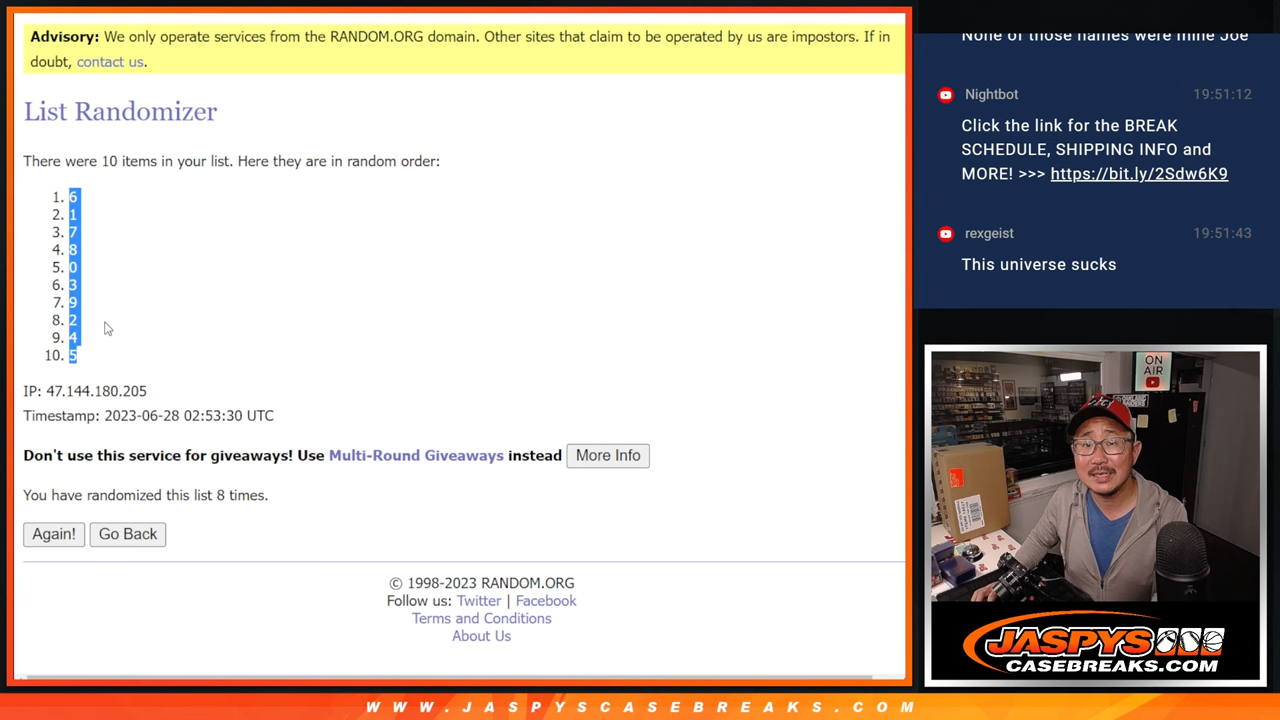 Advisory: We only operate services from the RANDOM.ORG domain. Other sites that claim to be operated by us are impostors. If in
doubt, contact us.
List Randomizer
There were 10 items in your list. Here they are in random order:
1. 6
2. 1
3. 7
4. 8
5. 0
6. 3
7. 9
8. 2
9. 4
10. 5
IP: 47.144.180.205
Timestamp: 2023-06-28 02:53:30 UTC
Don't use this service for giveaways! Use Multi-Round Giveaways instead More Info
You have randomized this list 8 times.
Again! Go Back
© 1998-2023 RANDOM.ORG
Follow us: Twitter | Facebook
Terms and Conditions
About Us
None of those names were mine Joe
Nightbot 19:51:12
Click the link for the BREAK
SCHEDULE, SHIPPING INFO and
MORE! >>> https://bit.ly/2Sdw6K9
rexgeist 19:51:43
This universe sucks
ON
AIR
JASPYS
CASEBREAKS.COM
WWW.JASPYSCASEBREAKS.COM